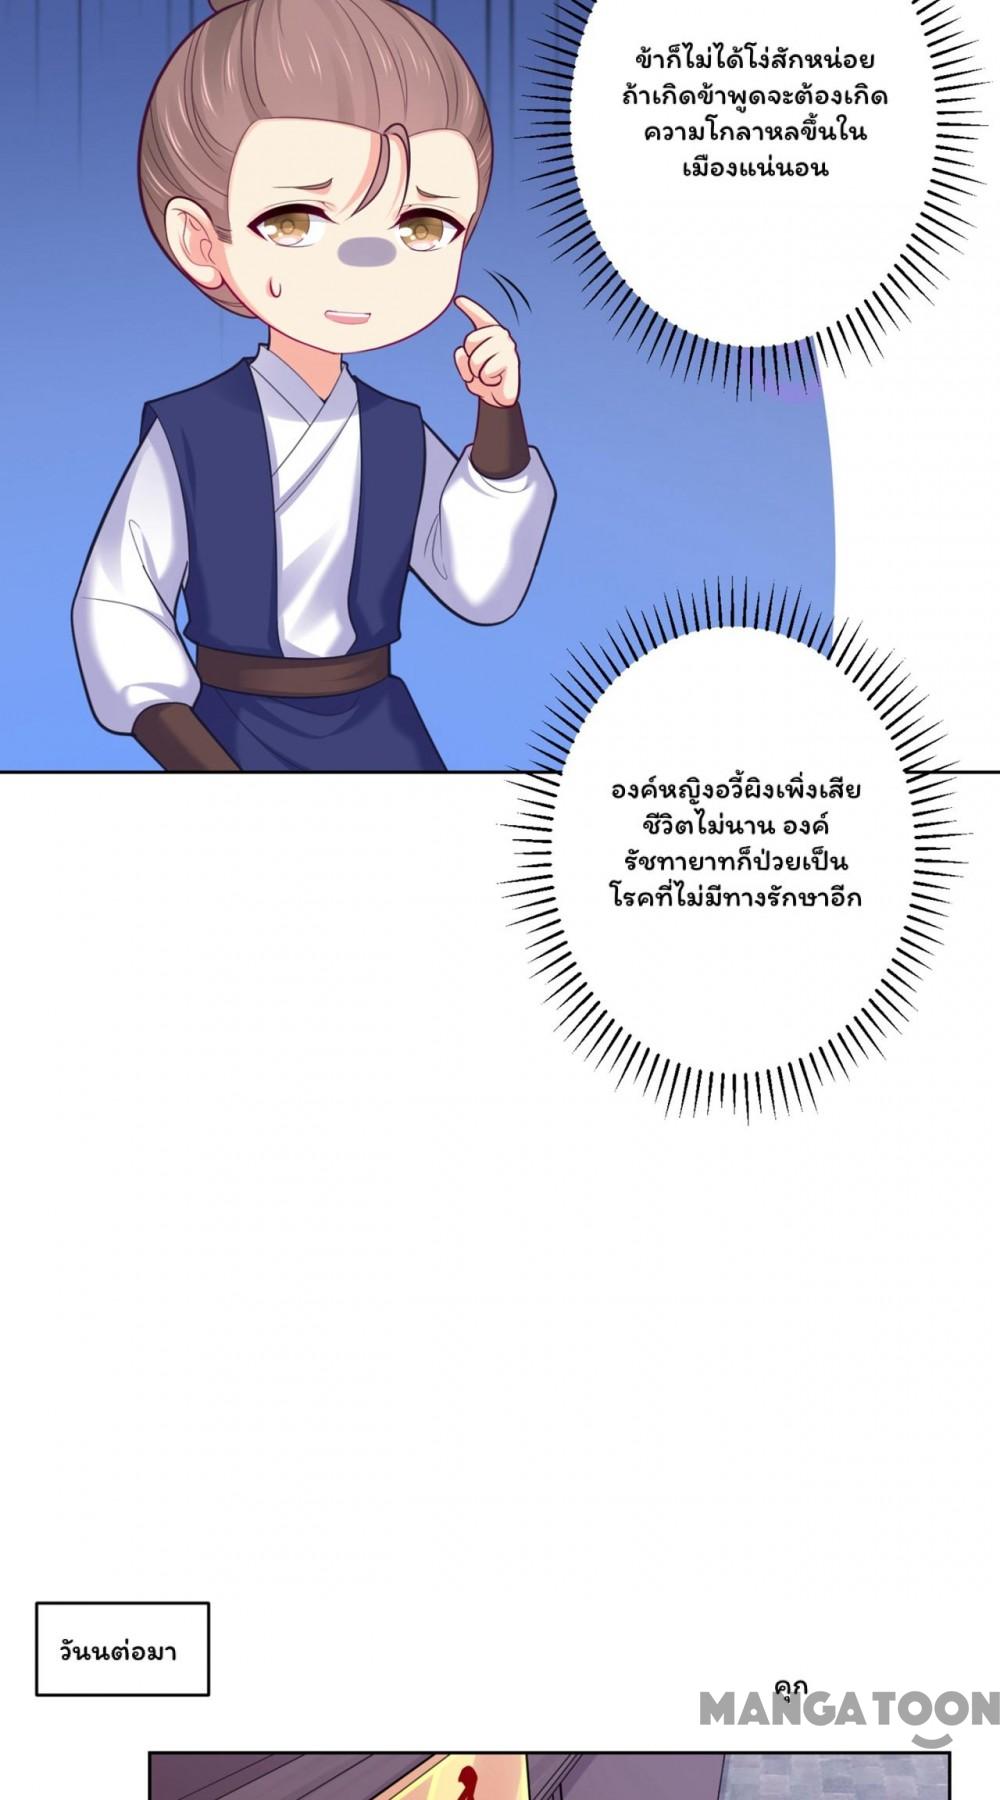 ข้าก็ไม่ได้โง่สักหน่อย
ถ้าเกิดข้าพูดจะต้องเกิด
ความโกลาหลขึ้นใน
เมืองแน่นอน
องค์หญิงอวี้ผิงเพิ่งเสีย
ชีวิตไม่นาน องค์
รัชทายาทก็ป่วยเป็น
โรคที่ไม่มีทางรักษาอีก
วันนต่อมา
คุก
MANGATOON